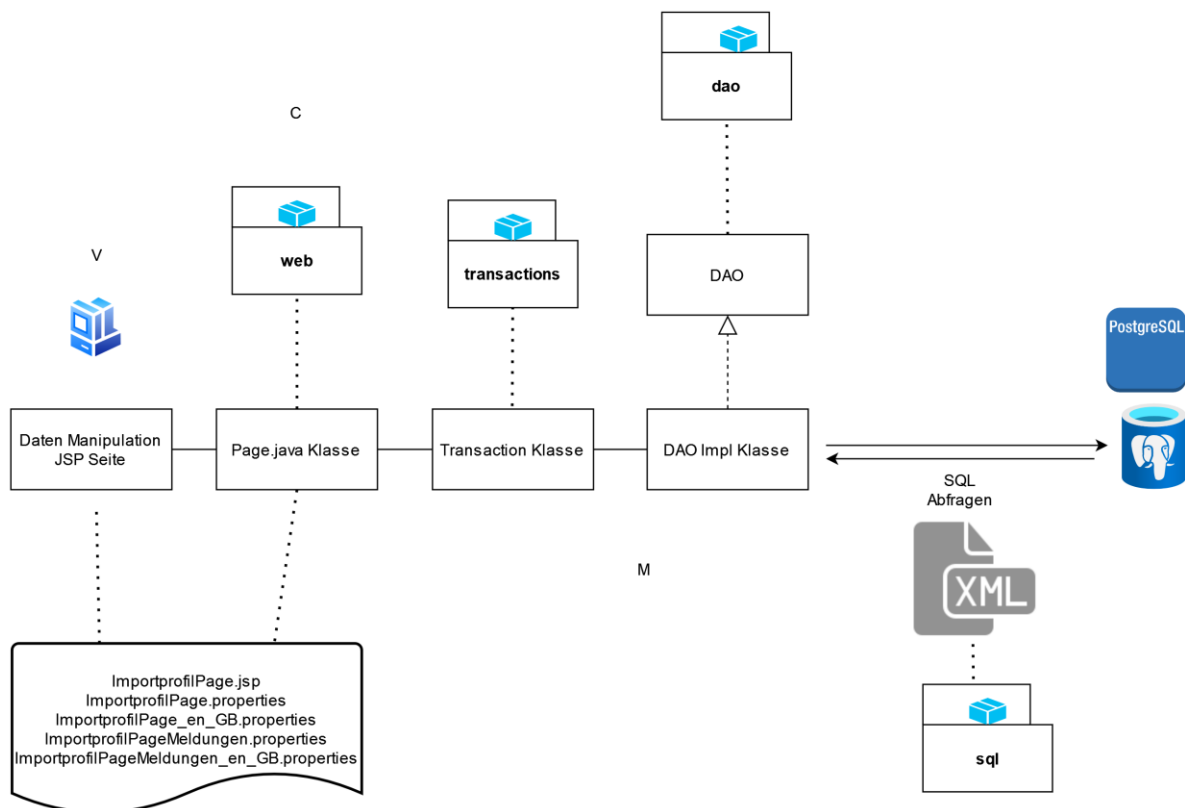 dao
C
V
web
transactions
DAO
PostgreSQL
Daten Manipulation
JSP Seite
Page.java Klasse
Transaction Klasse
DAO Impl Klasse
SQL
Abfragen
M
XML
ImportprofilPage.jsp
ImportprofilPage.properties
ImportprofilPage_en_GB.properties
ImportprofilPageMeldungen.properties
ImportprofilPageMeldungen_en_GB.properties
sql